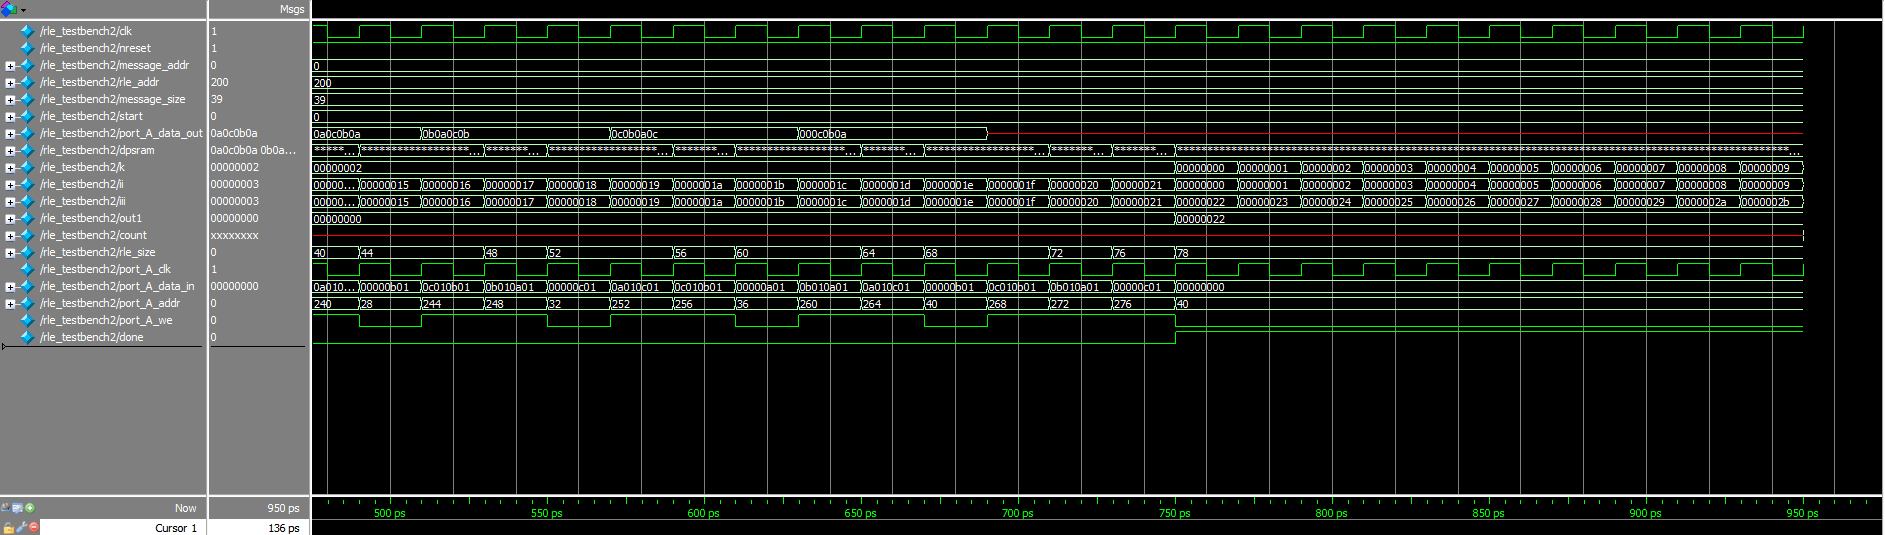 Msgs
/rle_testbench2/clk 1
/rle_testbench2/nreset 1
/rle_testbench2/message_addr 0 0
/rle_testbench2/rle_addr 200 200
/rle_testbench2/message_size 39 39
/rle_testbench2/start 0 0
/rle_testbench2/port_A_data_out 0a0c0b0a 0a0c0b0a 0b0a0c0b 0c0b0a0c 000c0b0a
/rle_testbench2/dpsram 0a0c0b0a 0b0a...
/rle_testbench2/k 00000002 00000002 00000000 00000001 00000002 00000003 00000004 00000005 00000006 00000007 00000008 00000009
/rle_testbench2/ii 00000003 00000... 00000015 00000016 00000017 00000018 00000019 0000001a 0000001b 0000001c 0000001d 0000001e 0000001f 00000020 00000021 00000000 00000001 00000002 00000003 00000004 00000005 00000006 00000007 00000008 00000009
/rle_testbench2/iii 00000003 00000... 00000015 00000016 00000017 00000018 00000019 0000001a 0000001b 0000001c 0000001d 0000001e 0000001f 00000020 00000021 00000022 00000023 00000024 00000025 00000026 00000027 00000028 00000029 0000002a 0000002b
/rle_testbench2/out1 00000000 00000000 00000022
/rle_testbench2/count xxxxxxxx
/rle_testbench2/rle_size 0 40 44 48 52 56 60 64 68 72 76 78
/rle_testbench2/port_A_clk 1
/rle_testbench2/port_A_data_in 00000000 0a010... 00000b01 0c010b01 0b010a01 00000c01 0a010c01 0c010b01 00000a01 0b010a01 0a010c01 00000b01 0c010b01 0b010a01 00000c01 00000000
/rle_testbench2/port_A_addr 0 240 28 244 248 32 252 256 36 260 264 40 268 272 276 40
/rle_testbench2/port_A_we 0
/rle_testbench2/done 0
Now 950 ps 500 ps 550 ps 600 ps 650 ps 700 ps 750 ps 800 ps 850 ps 900 ps 950 ps
Cursor 1 136 ps